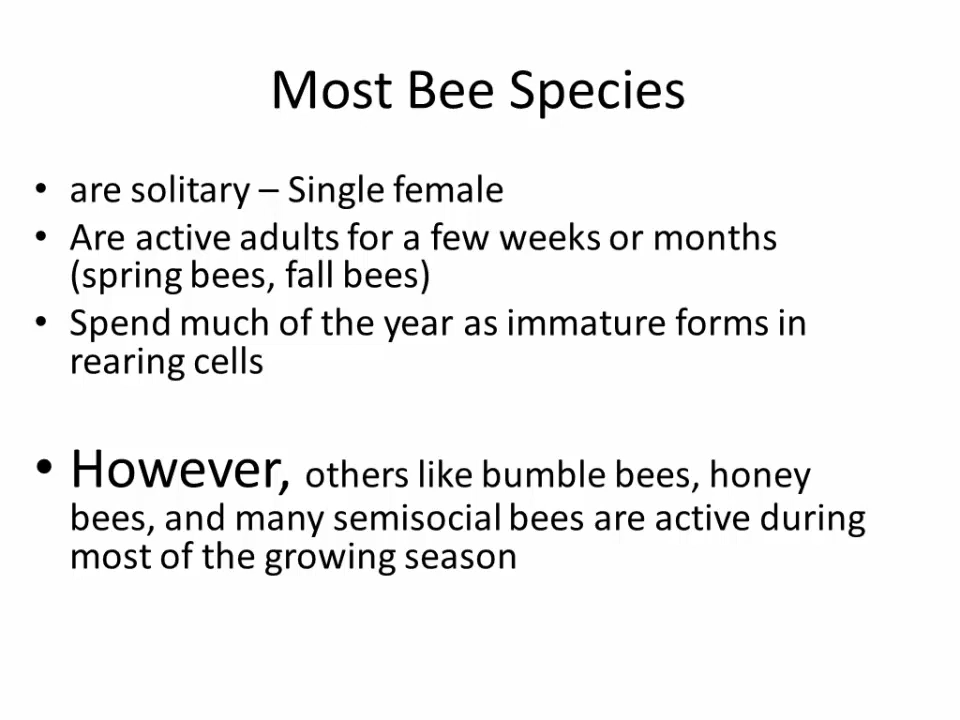 Most Bee Species
• are solitary – Single female
• Are active adults for a few weeks or months
(spring bees, fall bees)
• Spend much of the year as immature forms in
rearing cells
• However, others like bumble bees, honey
bees, and many semisocial bees are active during
most of the growing season